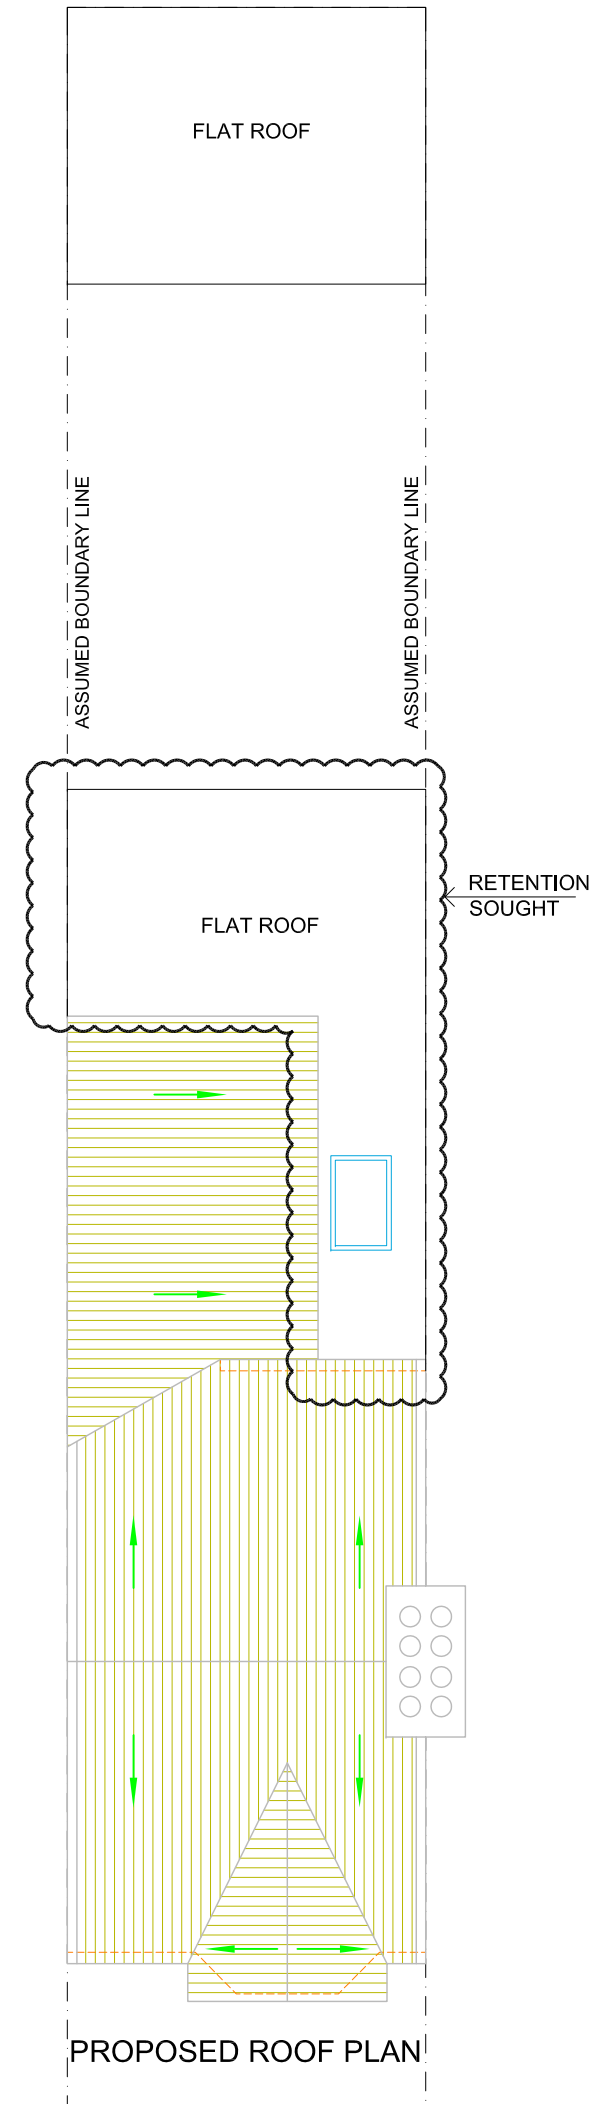 FLAT ROOF
ASSUMED BOUNDARY LINE
ASSUMED BOUNDARY LINE
RETENTION
SOUGHT
FLAT ROOF
PROPOSED ROOF PLAN